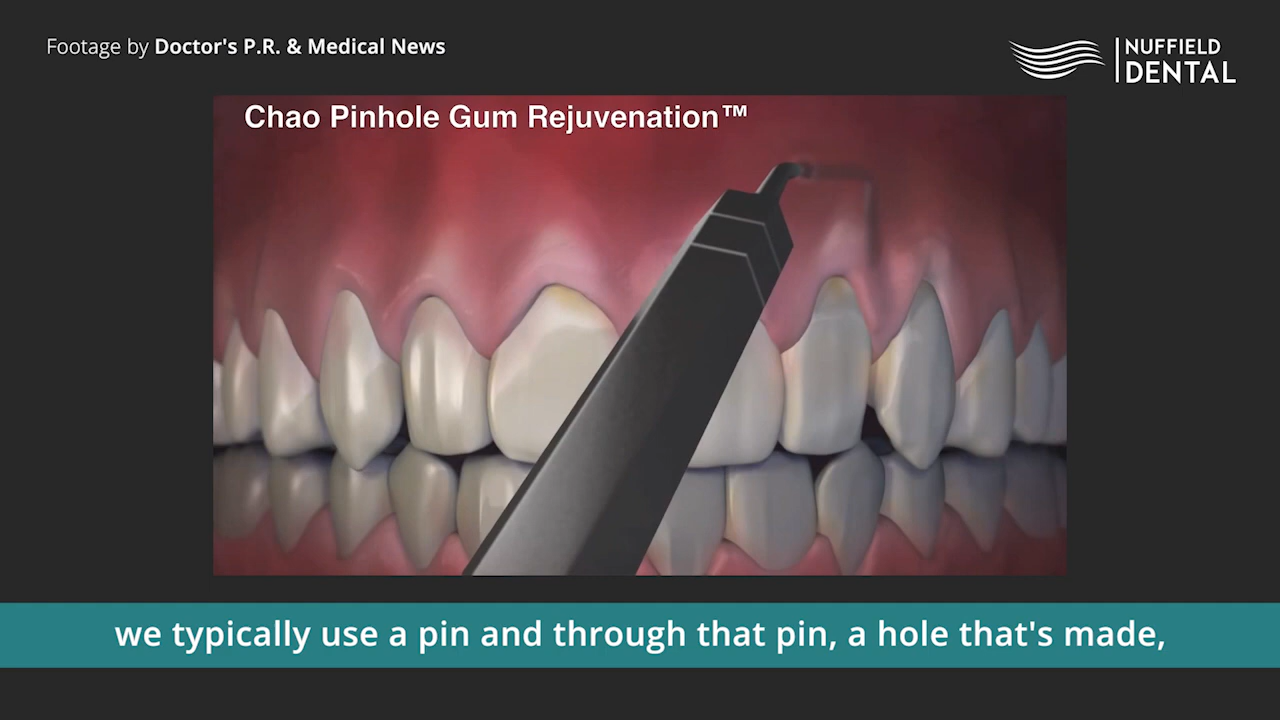 Footage by Doctor's P.R. & Medical News
NUFFIELD
DENTAL
Chao Pinhole Gum Rejuvenation™
we typically use a pin and through that pin, a hole that's made,